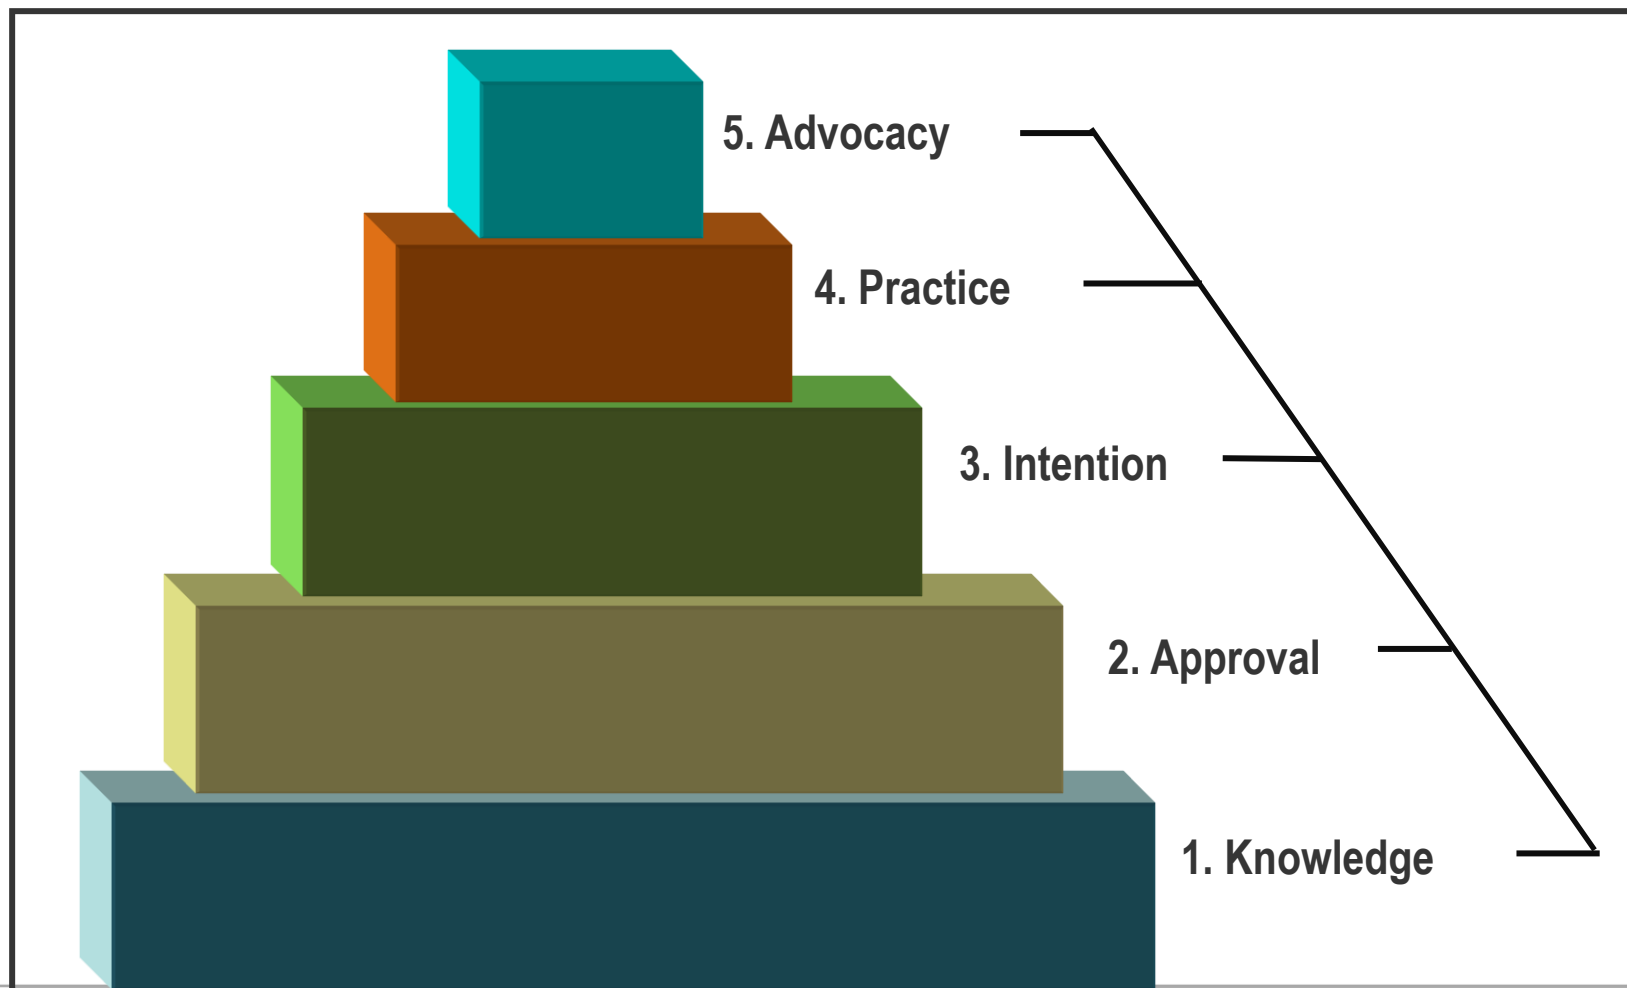 5. Advocacy
4. Practice
3. Intention
2. Approval
1. Knowledge